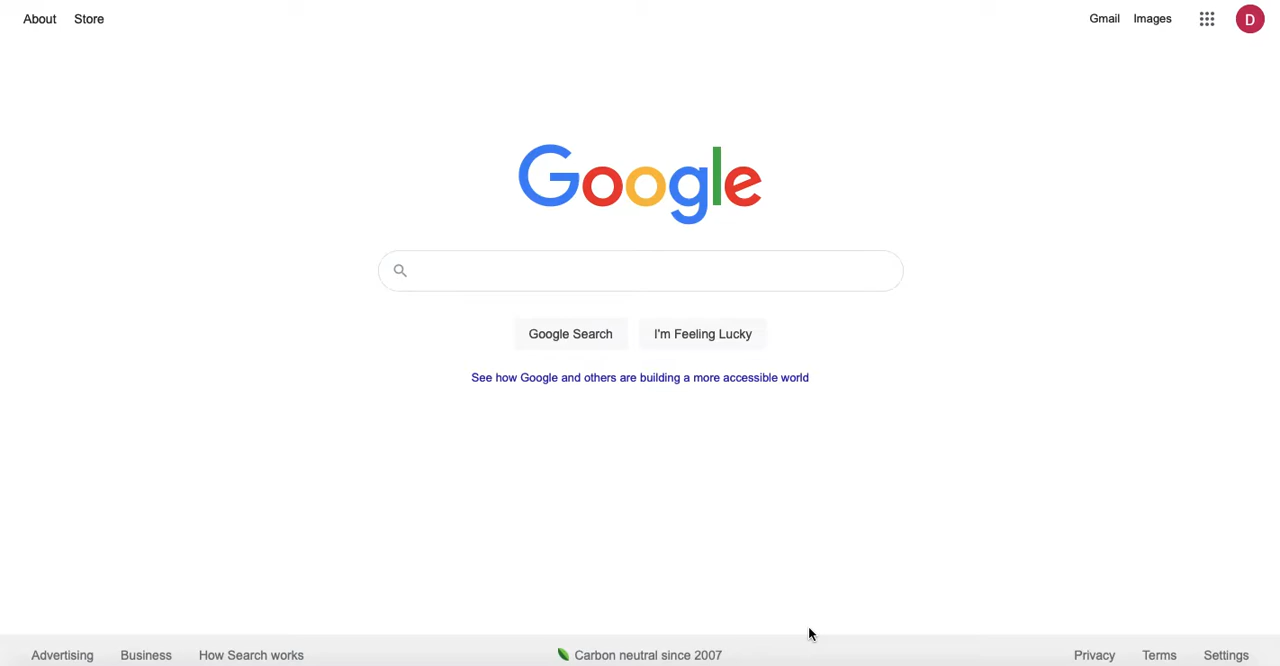 About Store Gmail Images D
Google
Google Search I'm Feeling Lucky
See how Google and others are building a more accessible world
Advertising Business How Search works Carbon neutral since 2007 Privacy Terms Settings